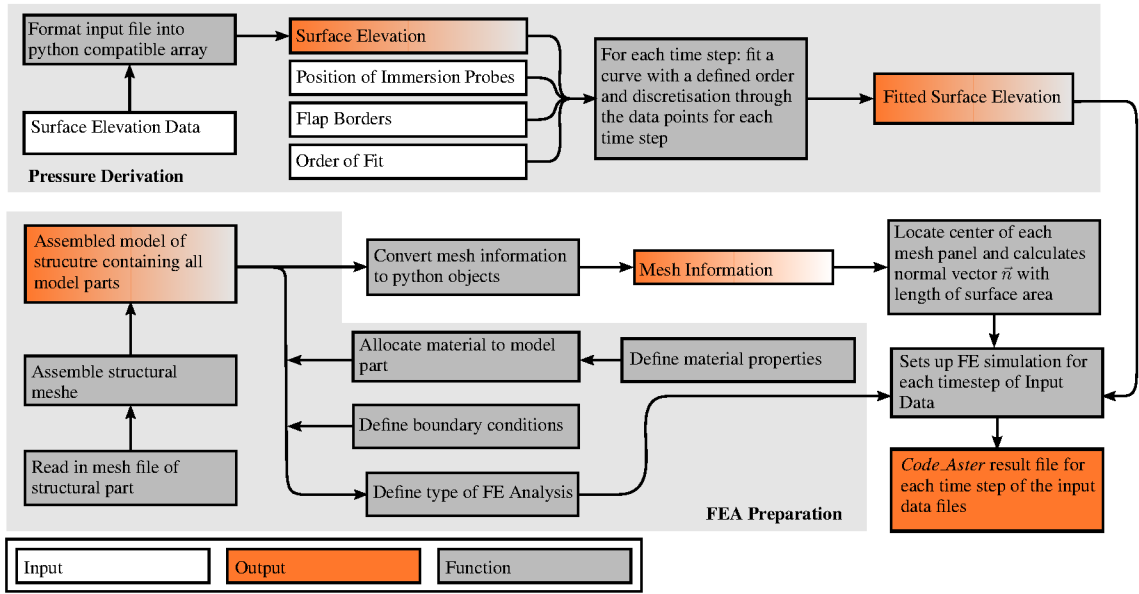 Format input file into
python compatible array
Surface Elevation Data
Pressure Derivation
Surface Elevation
Position of Immersion Probes
Flap Borders
Order of Fit
For each time step: fit a
curve with a defined order
and discretisation through
the data points for each
time step
Fitted Surface Elevation
Assembled model of
strucutre containing all
model parts
Assemble structural
meshe
Read in mesh file of
structural part
Convert mesh information
to python objects
Mesh Information
Locate center of each
mesh panel and calculates
normal vector n⃗ with
length of surface area
Allocate material to model
part
Define material properties
Define boundary conditions
Define type of FE Analysis
Sets up FE simulation for
each timestep of Input
Data
Code_Aster result file for
each time step of the input
data files
FEA Preparation
Input
Output
Function